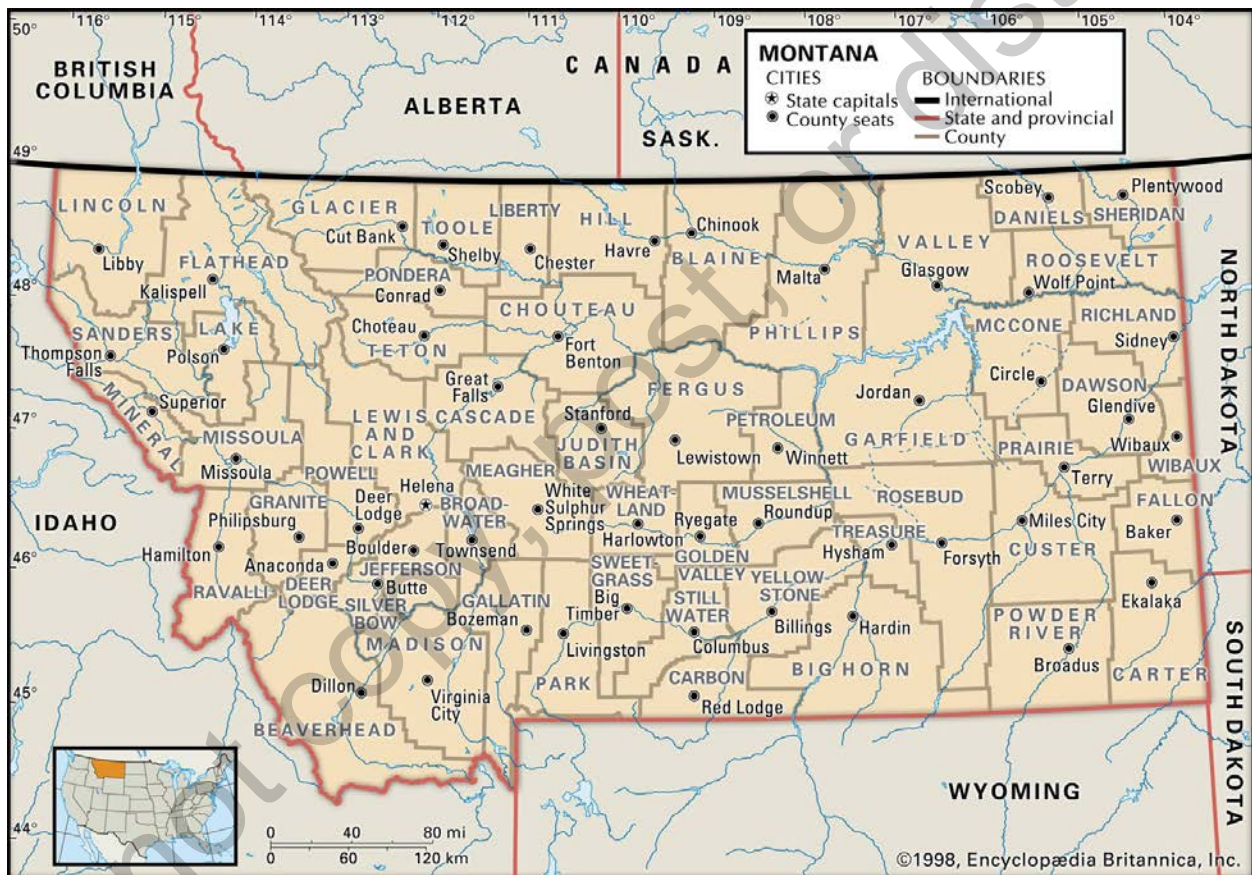 116°
115°
114°
113°
112°
111°
110°
109°
108°
107°
106°
105°
104°
50°
49°
48°
47°
46°
45°
44°
BRITISH
COLUMBIA
ALBERTA
CANADA
SASK.
MONTANA
CITIES
State capitals
County seats
BOUNDARIES
International
State and provincial
County
LINCOLN
Libby
FLATHEAD
Kalispell
GLACIER
Cut Bank
TOOLE
Shelby
LIBERTY
Chester
HILL
Havre
Chinook
BLAINE
Malta
PHILLIPS
VALLEY
Glasgow
Scobey
DANIELS
Plentywood
SHERIDAN
ROOSEVELT
Wolf Point
PONDERA
Conrad
CHOUTEAU
Fort
Benton
Choteau
TETON
SANDERS
Thompson
Falls
LAKE
Polson
MINERAL
Superior
MISSOULA
Missoula
POWELL
Deer
Lodge
LEWIS
AND
CLARK
Helena
CASCADE
Great
Falls
Stanford
JUDITH
BASIN
FERGUS
Lewistown
PETROLEUM
Winnett
GARFIELD
Jordan
MCCONE
Circle
RICHLAND
Sidney
DAWSON
Glendive
Wibaux
WIBAUX
PRAIRIE
Terry
FALLON
Baker
GRANITE
Philipsburg
Hamilton
RAVALLI
Anaconda
DEER
LODGE
Boulder
JEFFERSON
Butte
SILVER
BOW
BROAD-
WATER
Townsend
MEAGHER
White
Sulphur
Springs
WHEAT-
LAND
Harlowton
Ryegate
GOLDEN
VALLEY
MUSSELSHELL
Roundup
ROSEBUD
Forsyth
TREASURE
Hysham
Miles City
CUSTER
GALLATIN
Bozeman
MADISON
Virginia
City
Dillon
BEAVERHEAD
PARK
Livingston
SWEET-
GRASS
Big
Timber
STILL
WATER
Columbus
YELLOW-
STONE
Billings
CARBON
Red Lodge
BIG HORN
Hardin
POWDER
RIVER
Broadus
Ekalaka
CARTER
IDAHO
WYOMING
NORTH DAKOTA
SOUTH DAKOTA
0 40 80 mi
0 60 120 km
©1998, Encyclopædia Britannica, Inc.
not copy, post, or dis